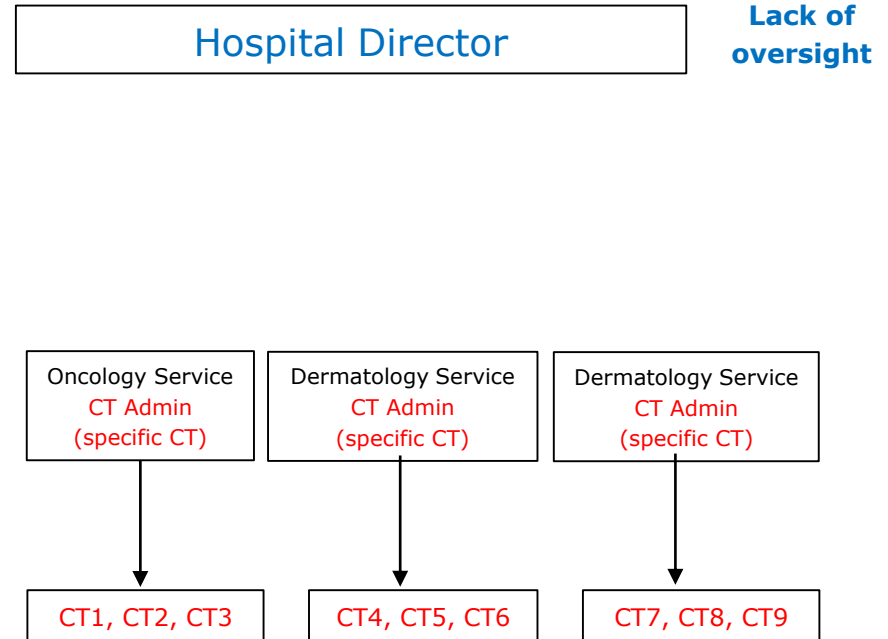 Hospital Director
Lack of
oversight
Oncology Service
CT Admin
(specific CT)
Dermatology Service
CT Admin
(specific CT)
Dermatology Service
CT Admin
(specific CT)
CT1, CT2, CT3
CT4, CT5, CT6
CT7, CT8, CT9